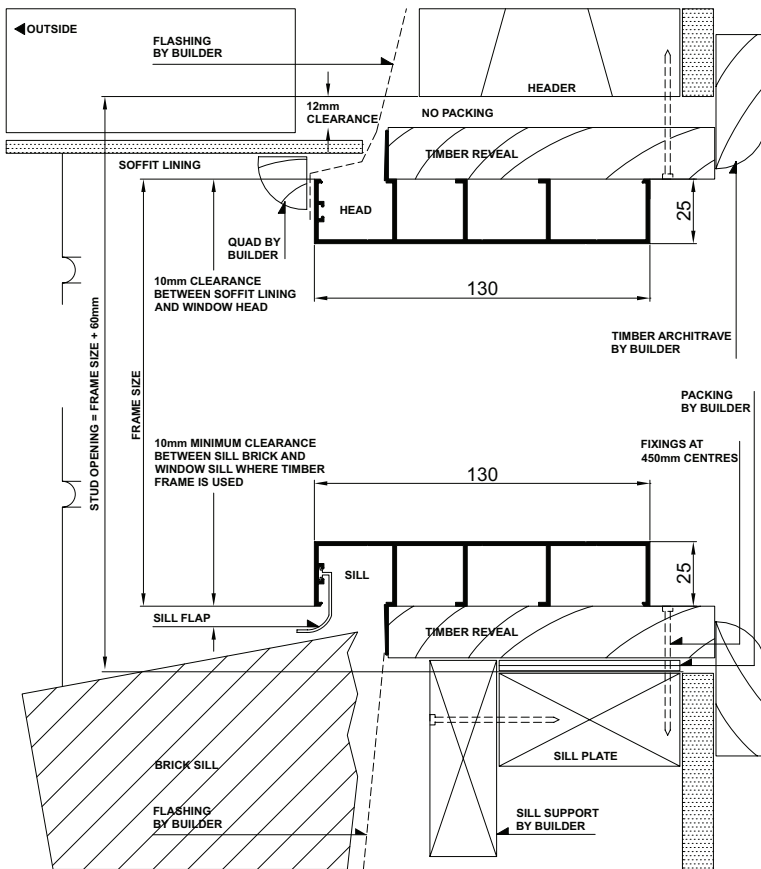 OUTSIDE
FLASHING
BY BUILDER
HEADER
12mm
CLEARANCE
NO PACKING
TIMBER REVEAL
SOFFIT LINING
HEAD
25
QUAD BY
BUILDER
10mm CLEARANCE
BETWEEN SOFFIT LINING
AND WINDOW HEAD
130
STUD OPENING = FRAME SIZE + 60mm
FRAME SIZE
TIMBER ARCHITRAVE
BY BUILDER
PACKING
BY BUILDER
10mm MINIMUM CLEARANCE
BETWEEN SILL BRICK AND
WINDOW SILL WHERE TIMBER
FRAME IS USED
FIXINGS AT
450mm CENTRES
130
SILL
25
SILL FLAP
TIMBER REVEAL
BRICK SILL
SILL PLATE
FLASHING
BY BUILDER
SILL SUPPORT
BY BUILDER